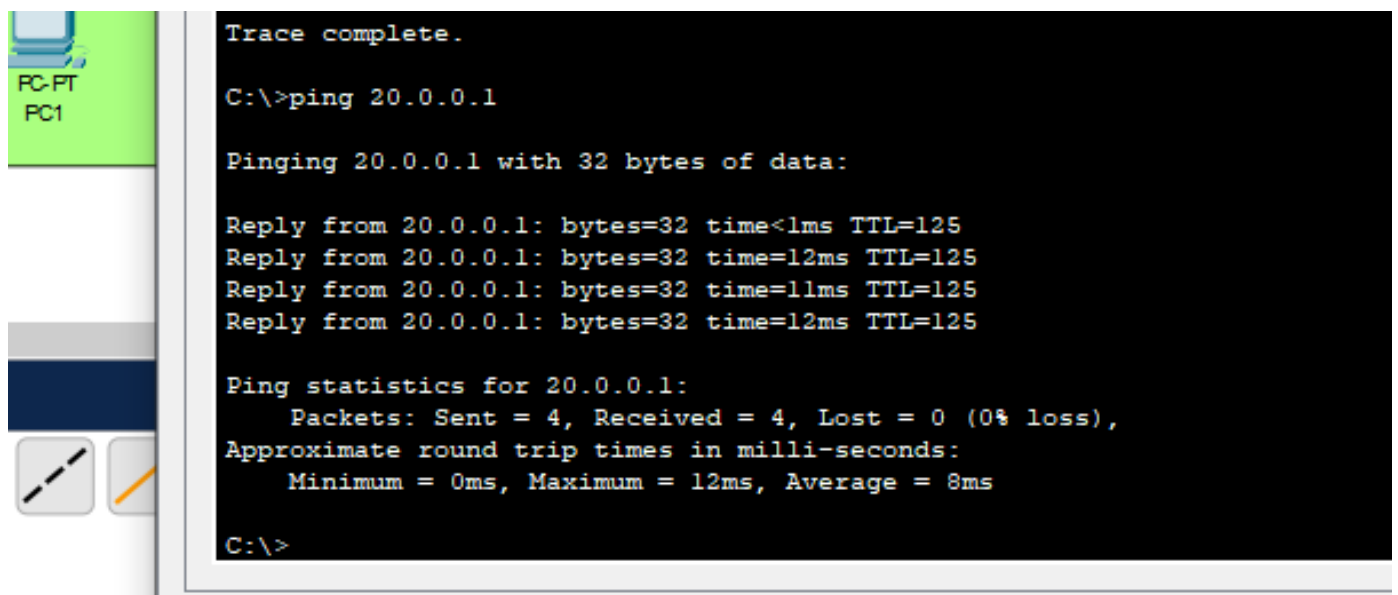 PC-PT
PC1
Trace complete.
C:\>ping 20.0.0.1
Pinging 20.0.0.1 with 32 bytes of data:
Reply from 20.0.0.1: bytes=32 time<1ms TTL=125
Reply from 20.0.0.1: bytes=32 time=12ms TTL=125
Reply from 20.0.0.1: bytes=32 time=11ms TTL=125
Reply from 20.0.0.1: bytes=32 time=12ms TTL=125
Ping statistics for 20.0.0.1:
Packets: Sent = 4, Received = 4, Lost = 0 (0% loss),
Approximate round trip times in milli-seconds:
Minimum = 0ms, Maximum = 12ms, Average = 8ms
C:\>